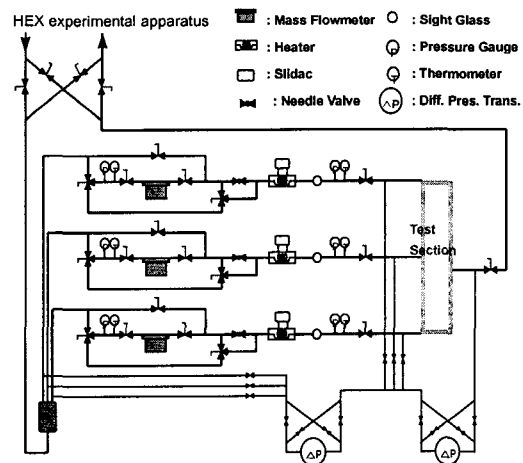 HEX experimental apparatus
: Mass Flowmeter
: Sight Glass
: Heater
P : Pressure Gauge
: Slidac
T : Thermometer
: Needle Valve
ΔP : Diff. Pres. Trans.
P T
P T
P T
Test
Section
ΔP
ΔP